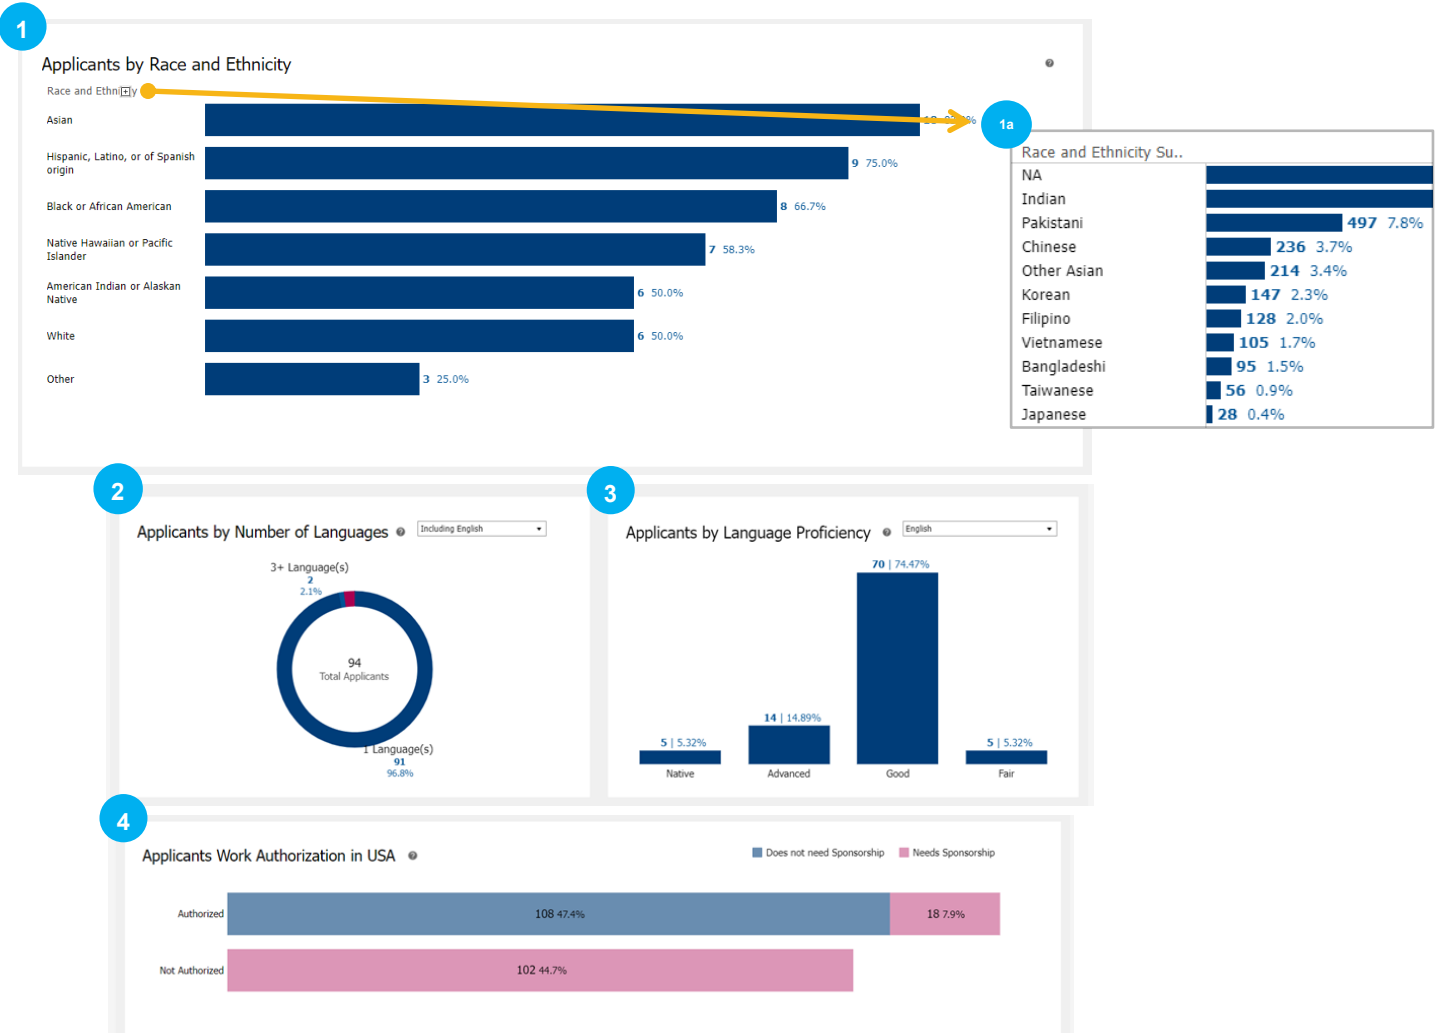 1
Applicants by Race and Ethnicity
Asian
Hispanic, Latino, or of Spanish
origin
9 75.0%
Black or African American
8 66.7%
Native Hawaiian or Pacific
Islander
7 58.3%
American Indian or Alaskan
Native
6 50.0%
White
6 50.0%
Other
3 25.0%
1a
Race and Ethnicity Su..
NA
Indian
Pakistani
497 7.8%
Chinese
236 3.7%
Other Asian
214 3.4%
Korean
147 2.3%
Filipino
128 2.0%
Vietnamese
105 1.7%
Bangladeshi
95 1.5%
Taiwanese
56 0.9%
Japanese
28 0.4%
2
Applicants by Number of Languages
Including English
3+ Language(s)
2
2.1%
94
Total Applicants
1 Language(s)
91
96.8%
3
Applicants by Language Proficiency
English
70 | 74.47%
14 | 14.89%
5 | 5.32%
5 | 5.32%
Native
Advanced
Good
Fair
4
Applicants Work Authorization in USA
Does not need Sponsorship
Needs Sponsorship
Authorized
108 47.4%
18 7.9%
Not Authorized
102 44.7%